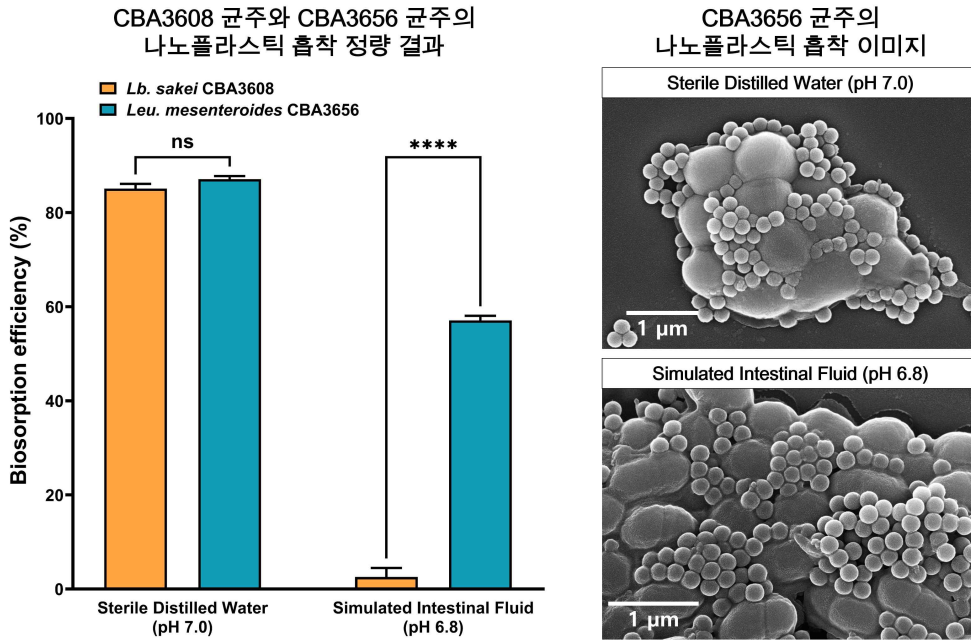 CBA3608 균주와 CBA3656 균주의
나노플라스틱 흡착 정량 결과
Lb. sakei CBA3608
Leu. mesenteroides CBA3656
Biosorption efficiency (%)
100
80
60
40
20
0
ns
****
Sterile Distilled Water
(pH 7.0)
Simulated Intestinal Fluid
(pH 6.8)
CBA3656 균주의
나노플라스틱 흡착 이미지
Sterile Distilled Water (pH 7.0)
1 μm
Simulated Intestinal Fluid (pH 6.8)
1 μm